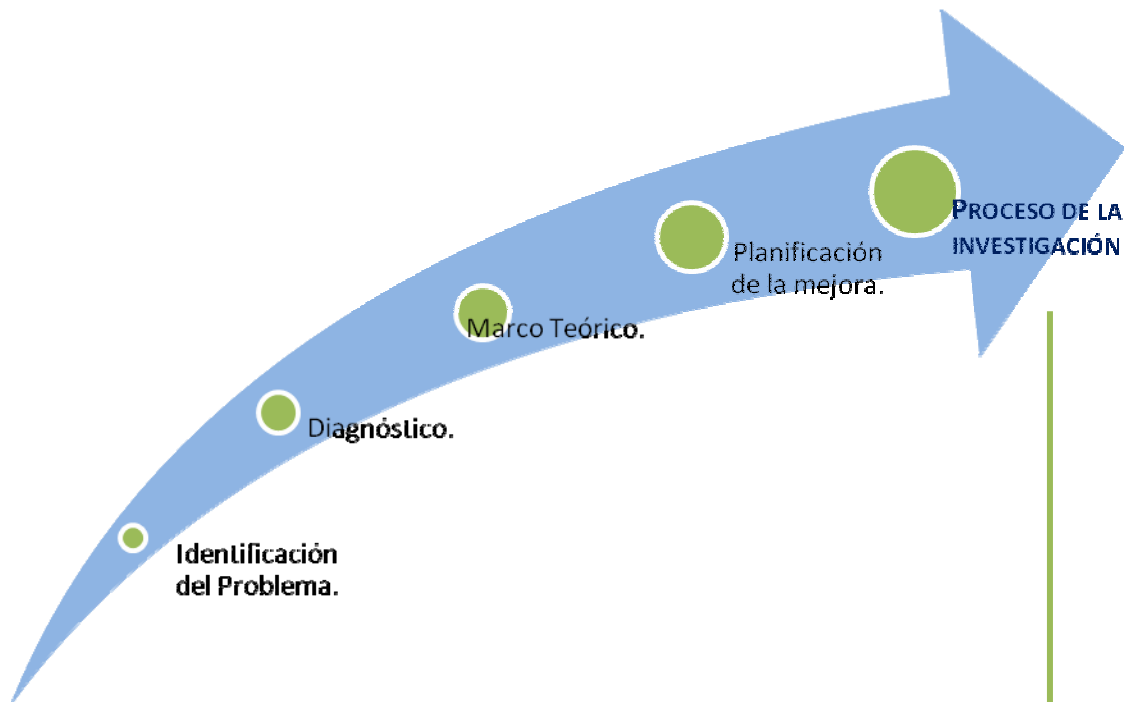 PROCESO DE LA
INVESTIGACIÓN
Planificación
de la mejora.
Marco Teórico.
Diagnóstico.
Identificación
del Problema.